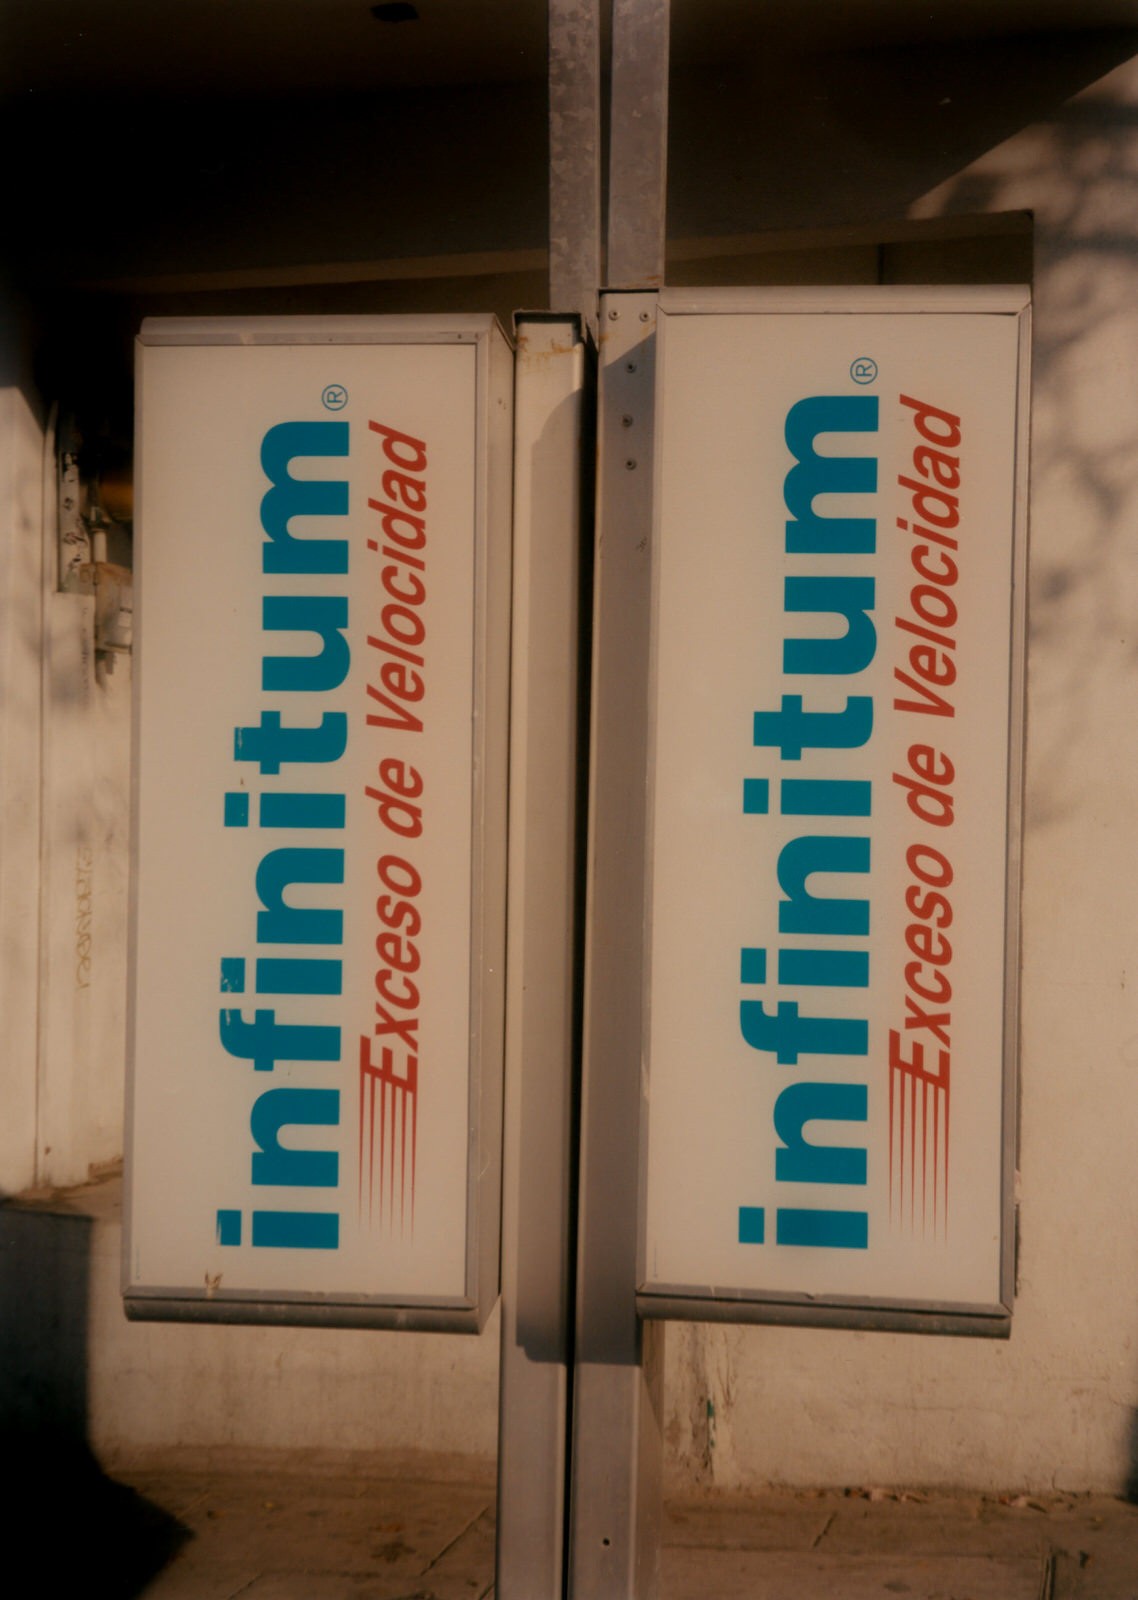 infinitum®
Exceso de Velocidad
infinitum®
Exceso de Velocidad